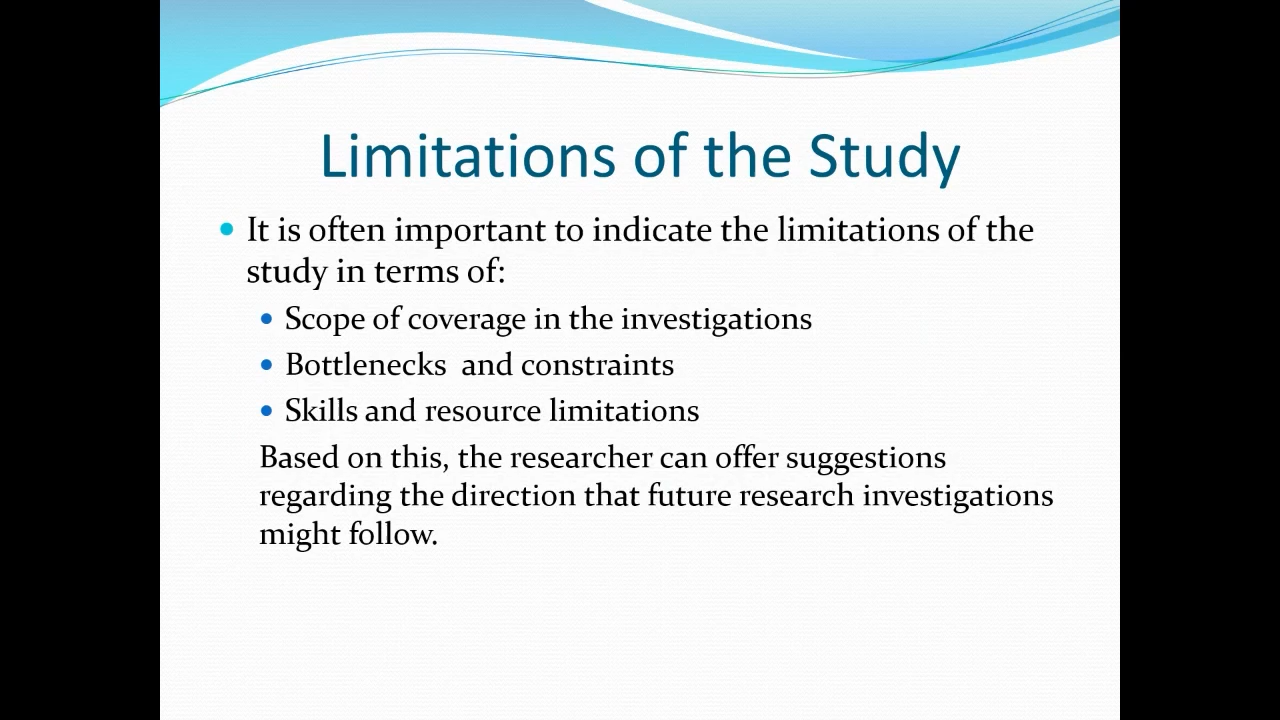 Limitations of the Study
It is often important to indicate the limitations of the
study in terms of:
Scope of coverage in the investigations
Bottlenecks  and constraints
Skills and resource limitations
Based on this, the researcher can offer suggestions
regarding the direction that future research investigations
might follow.